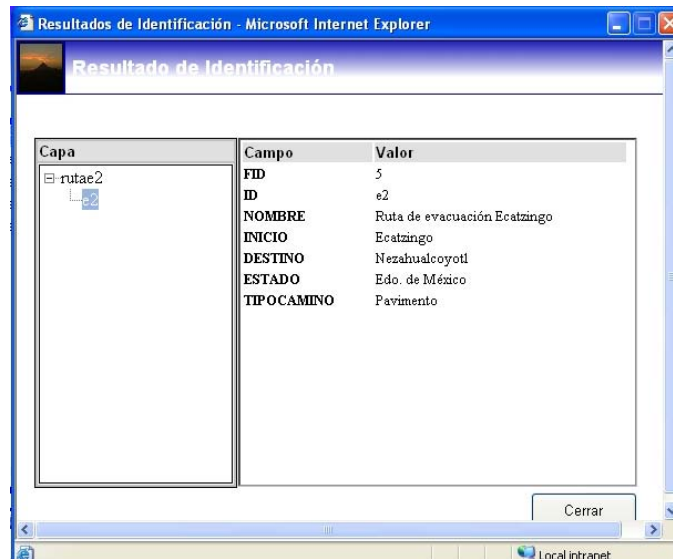 Resultados de Identificación - Microsoft Internet Explorer
Resultado de Identificación
Capa
rutae2
e2
Campo Valor
FID 5
ID e2
NOMBRE Ruta de evacuación Ecatzingo
INICIO Ecatzingo
DESTINO Nezahualcoyotl
ESTADO Edo. de México
TIPOCAMINO Pavimento
Cerrar
Local intranet